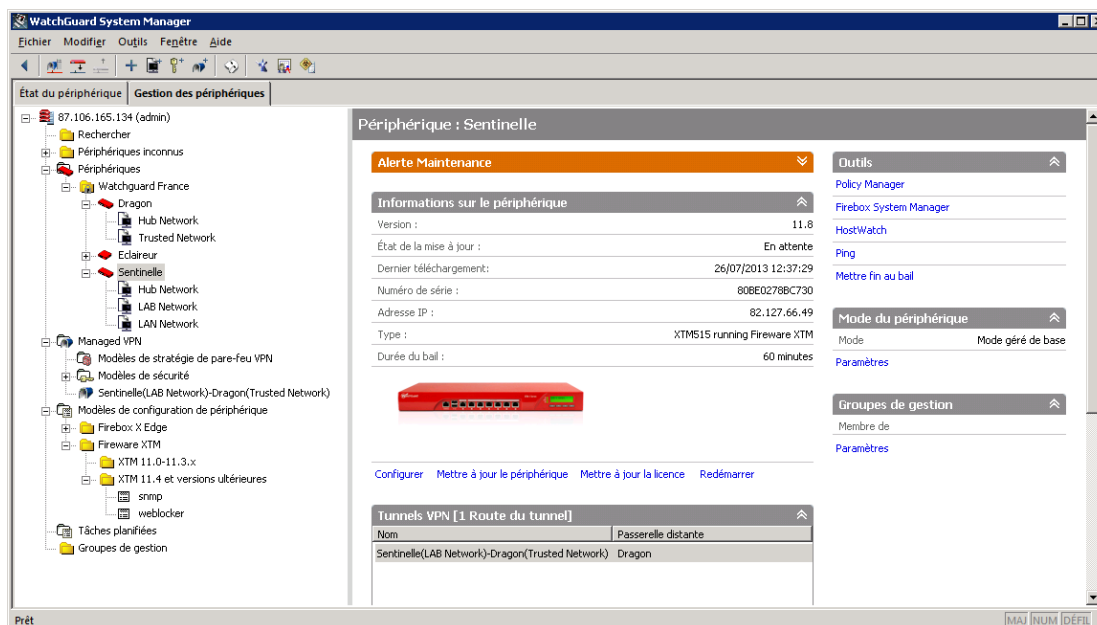 WatchGuard System Manager
Fichier Modifier Outils Fenêtre Aide
État du périphérique Gestion des périphériques
87.106.165.134 (admin)
Rechercher
Périphériques inconnus
Périphériques
Watchguard France
Dragon
Hub Network
Trusted Network
Eclaireur
Sentinelle
Hub Network
LAB Network
LAN Network
Managed VPN
Modèles de stratégie de pare-feu VPN
Modèles de sécurité
Sentinelle(LAB Network)-Dragon(Trusted Network)
Modèles de configuration de périphérique
Firebox X Edge
Fireware XTM
XTM 11.0-11.3.x
XTM 11.4 et versions ultérieures
snmp
weblocker
Tâches planifiées
Groupes de gestion
Périphérique : Sentinelle
Alerte Maintenance
Informations sur le périphérique
Version : 11.8
État de la mise à jour : En attente
Dernier téléchargement: 26/07/2013 12:37:29
Numéro de série : 80BE0278BC730
Adresse IP : 82.127.66.49
Type : XTM515 running Fireware XTM
Durée du bail : 60 minutes
Configurer Mettre à jour le périphérique Mettre à jour la licence Redémarrer
Tunnels VPN [1 Route du tunnel]
Nom Passerelle distante
Sentinelle(LAB Network)-Dragon(Trusted Network) Dragon
Outils
Policy Manager
Firebox System Manager
HostWatch
Ping
Mettre fin au bail
Mode du périphérique
Mode Mode géré de base
Paramètres
Groupes de gestion
Membre de
Paramètres
Prêt
MAJ NUM DÉFIL